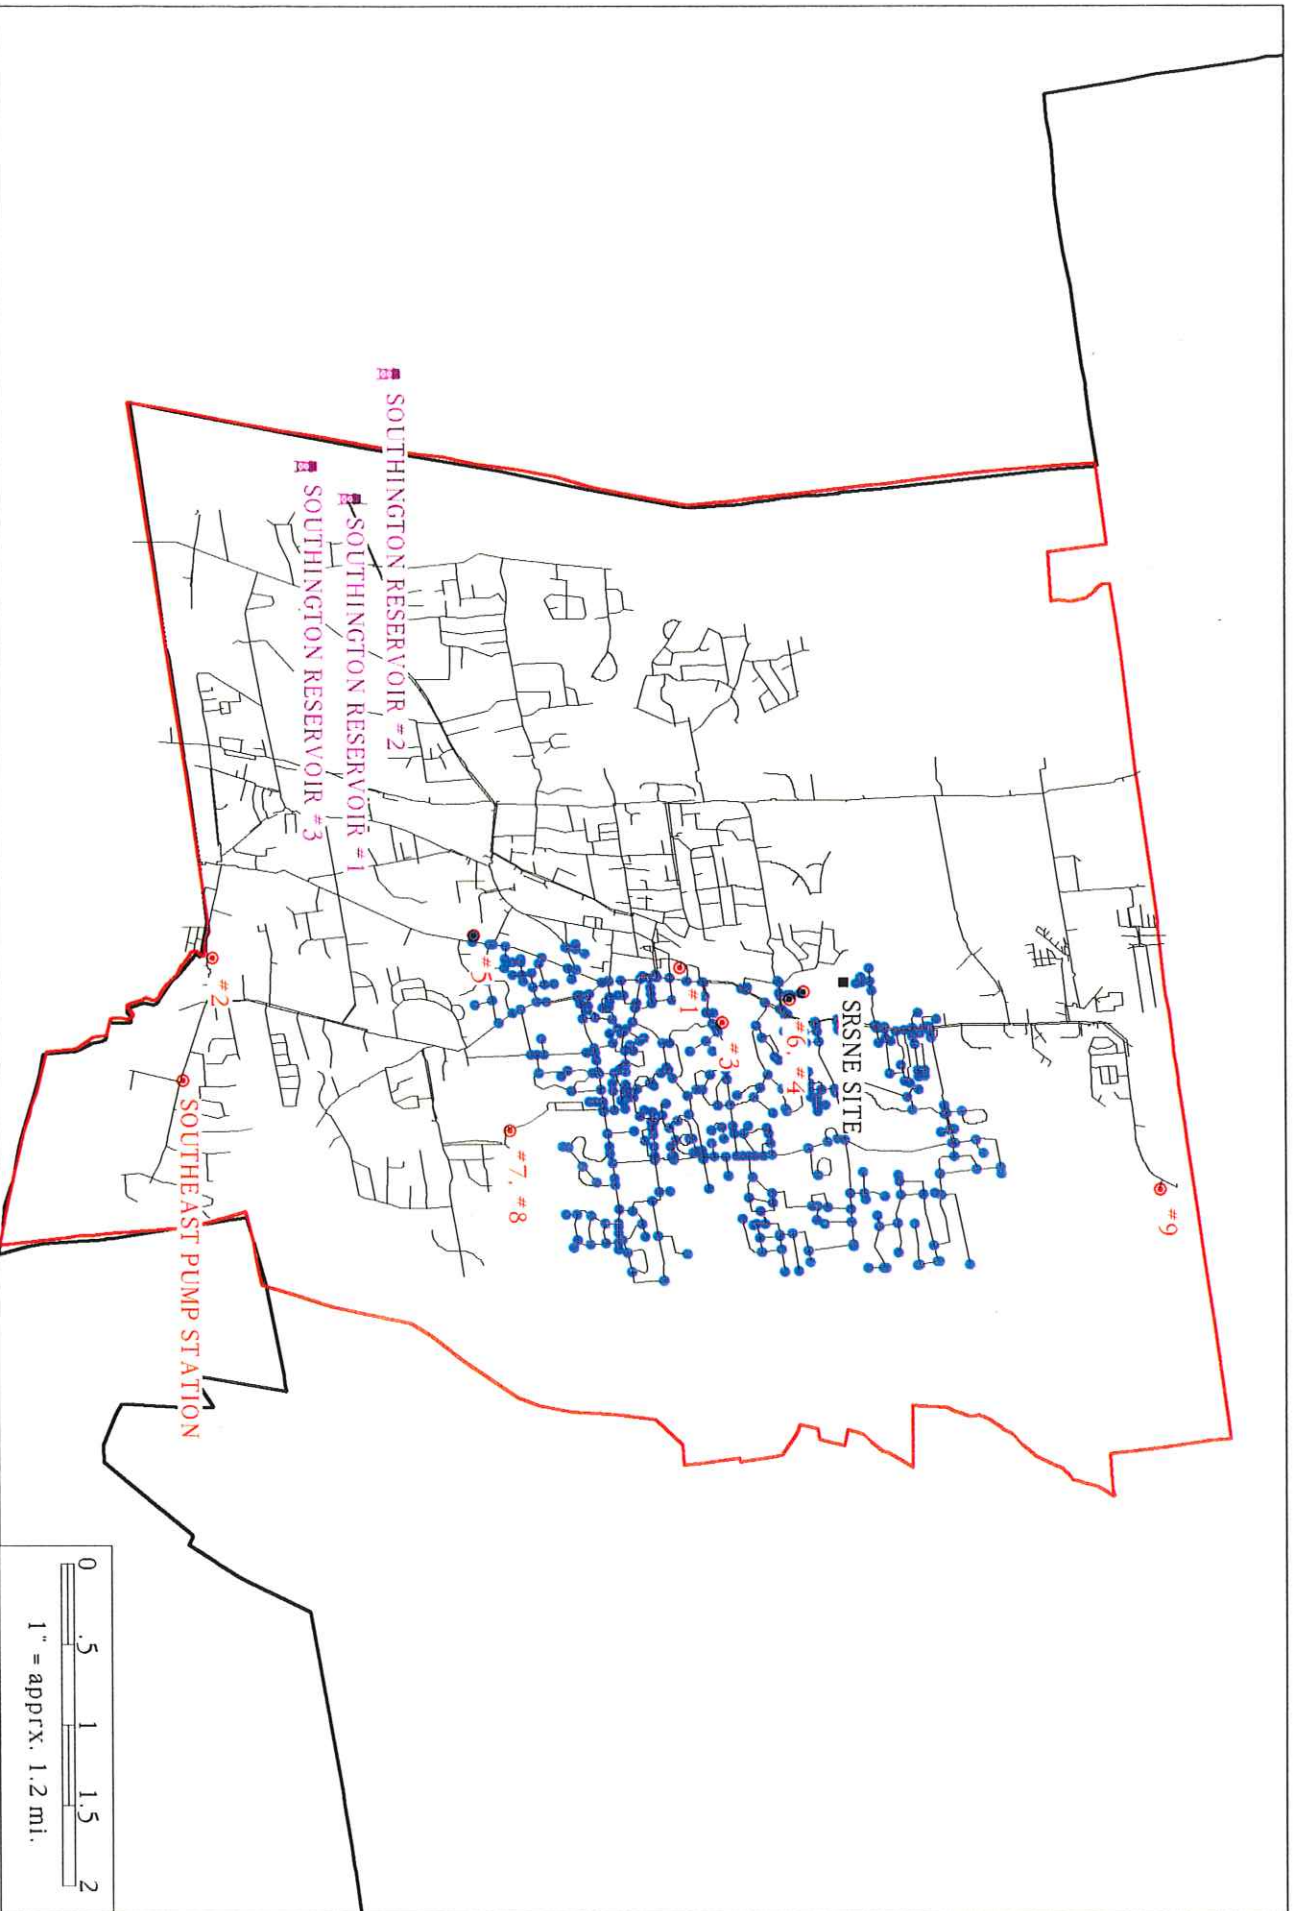 SOUTHINGTON RESERVOIR #2
SOUTHINGTON RESERVOIR #1
SOUTHINGTON RESERVOIR #3
#9
SRSNE SITE
#6, #4
#3
#1
#7, #8
#5
#2
SOUTHEAST PUMP STATION
0 .5 1 1.5 2
1" = apprx. 1.2 mi.